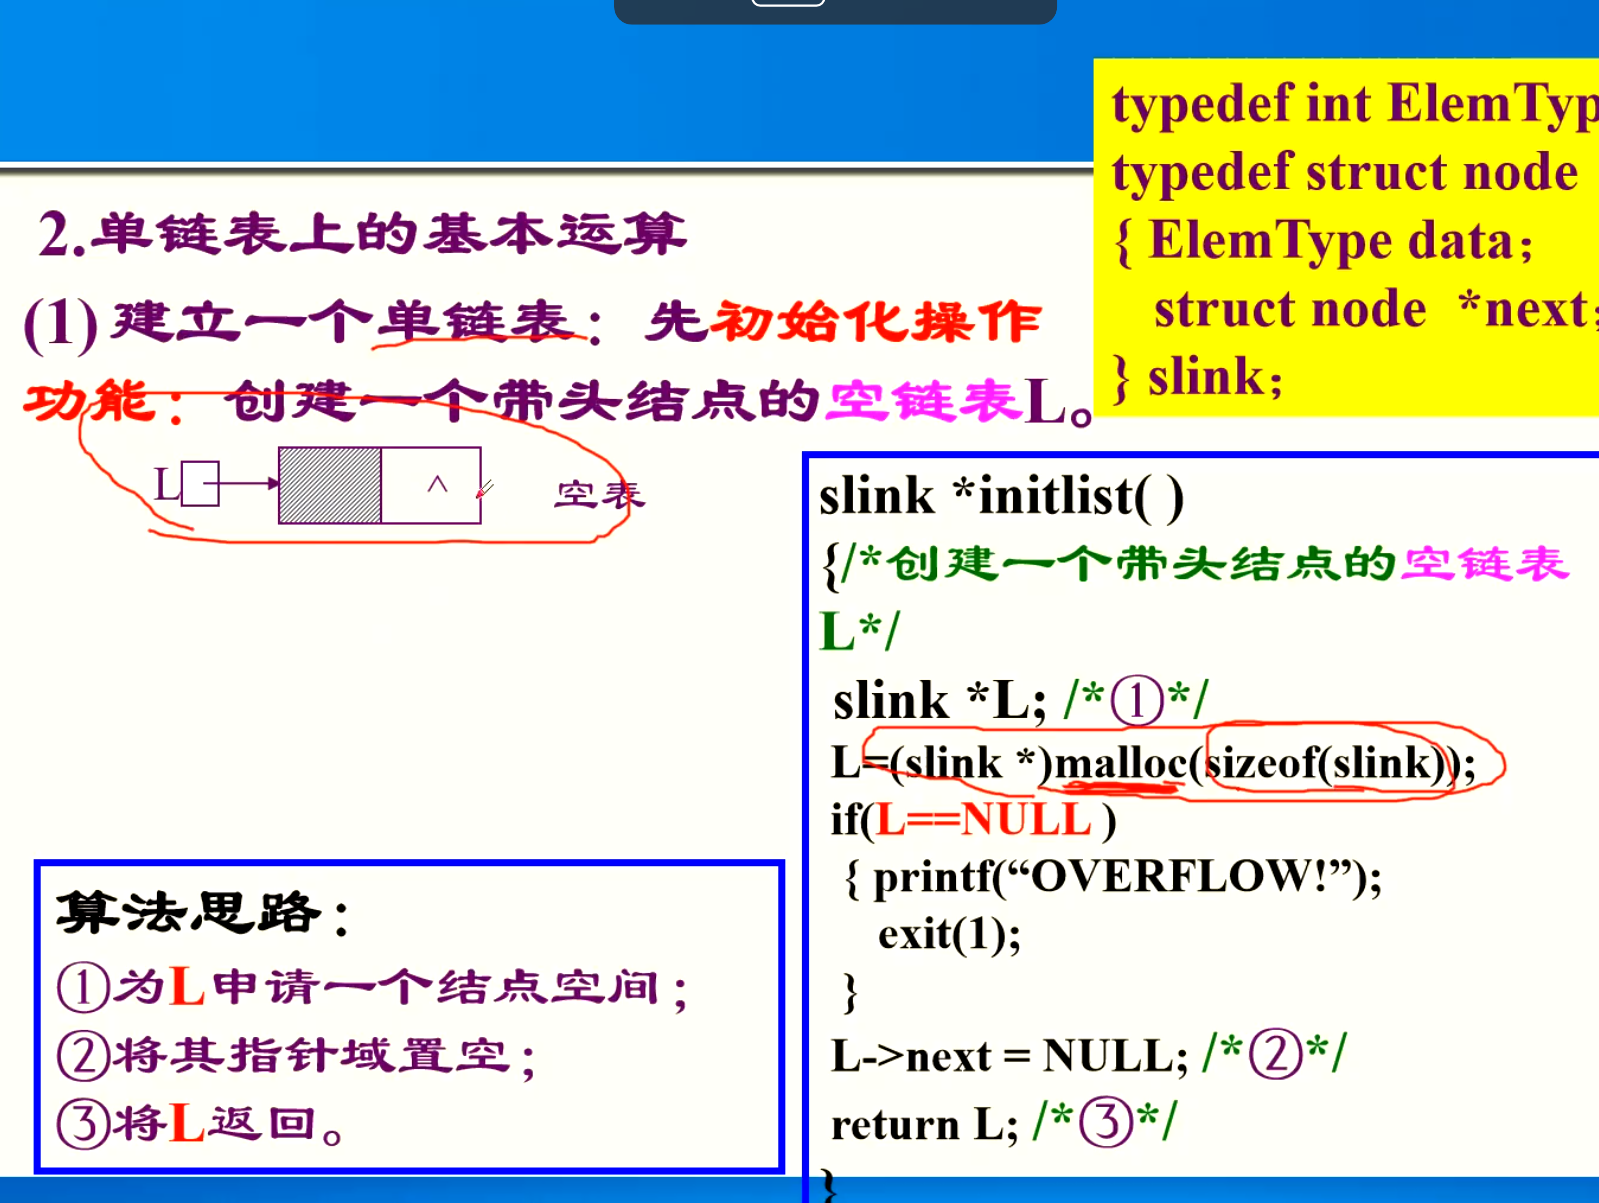 typedef int ElemTyp
typedef struct node
{ ElemType data；
struct node *next；
} slink；
2.单链表上的基本运算
(1) 建立一个单链表：先初始化操作
功能：创建一个带头结点的空链表L。
L ^ 空表
slink *initlist( )
{/*创建一个带头结点的空链表
L*/
slink *L; /*①*/
L=(slink *)malloc(sizeof(slink));
if(L==NULL )
{ printf(“OVERFLOW!”);
exit(1);
}
L->next = NULL; /*②*/
return L; /*③*/
}
算法思路：
①为L申请一个结点空间；
②将其指针域置空；
③将L返回。